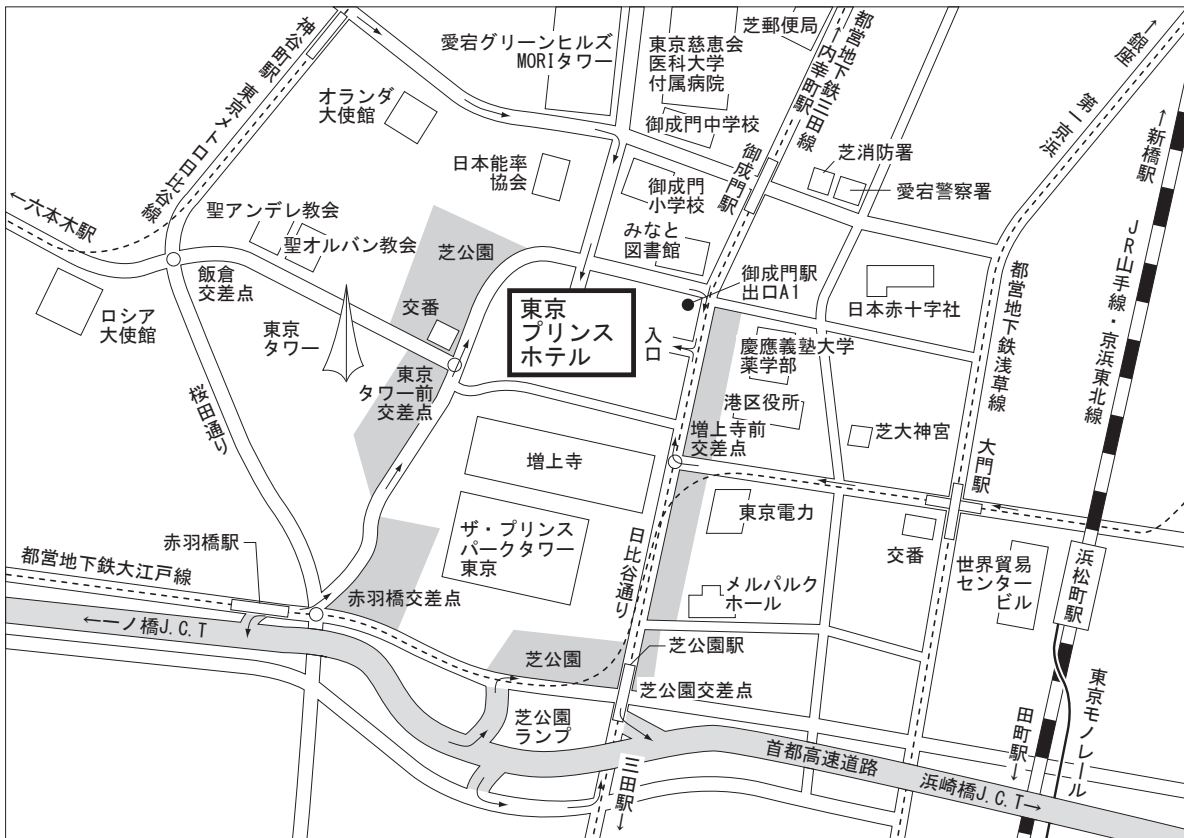 神谷町駅
東京メトロ日比谷線
愛宕グリーンヒルズ
MORIタワー
東京慈恵会
医科大学
付属病院
芝郵便局
都営地下鉄三田線
←内幸町駅
←銀座
第一京浜
←新橋駅
JR山手線・京浜東北線
オランダ
大使館
御成門中学校
御成門駅
芝消防署
愛宕警察署
日本能率
協会
御成門
小学校
みなと
図書館
←六本木駅
聖アンデレ教会
聖オルバン教会
芝公園
飯倉
交差点
ロシア
大使館
東京
タワー
交番
東京
タワー前
交差点
東京
プリンス
ホテル
入口
御成門駅
出口A1
日本赤十字社
都営地下鉄浅草線
慶應義塾大学
薬学部
港区役所
芝大神宮
増上寺前
交差点
大門駅
桜田通り
増上寺
ザ・プリンス
パークタワー
東京
東京電力
交番
世界貿易
センター
ビル
浜松町駅
日比谷通り
メルパルク
ホール
赤羽橋駅
都営地下鉄大江戸線
赤羽橋交差点
←一ノ橋J.C.T
芝公園
芝公園駅
芝公園交差点
芝公園
ランプ
三田駅→
首都高速道路
浜崎橋J.C.T→
田町駅→
東京モノレール